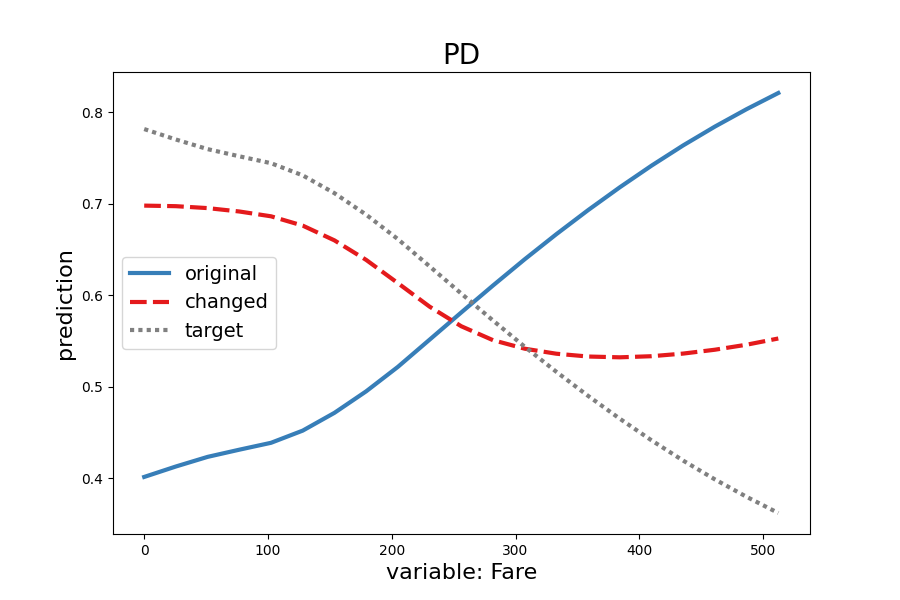 PD
prediction
0.8
0.7
0.6
0.5
0.4
original
changed
target
0 100 200 300 400 500
variable: Fare